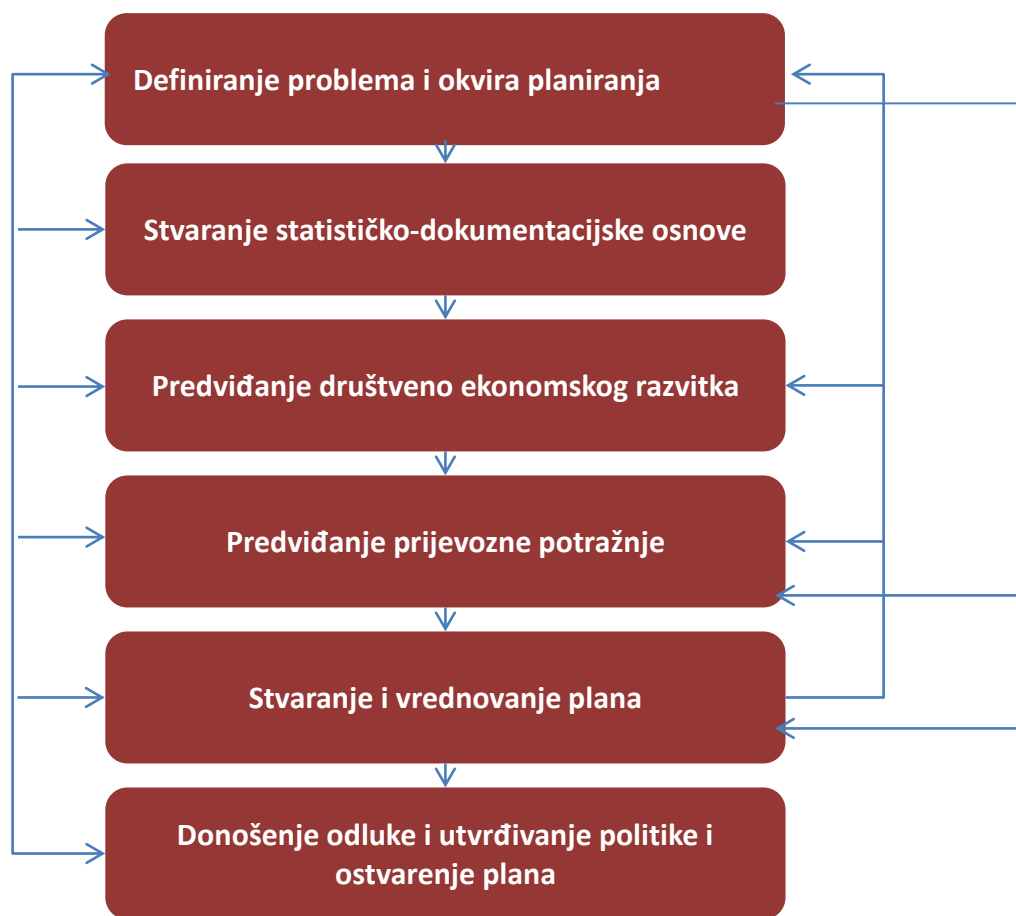 Definiranje problema i okvira planiranja
Stvaranje statističko-dokumentacijske osnove
Predviđanje društveno ekonomskog razvitka
Predviđanje prijevozne potražnje
Stvaranje i vrednovanje plana
Donošenje odluke i utvrđivanje politike i
ostvarenje plana